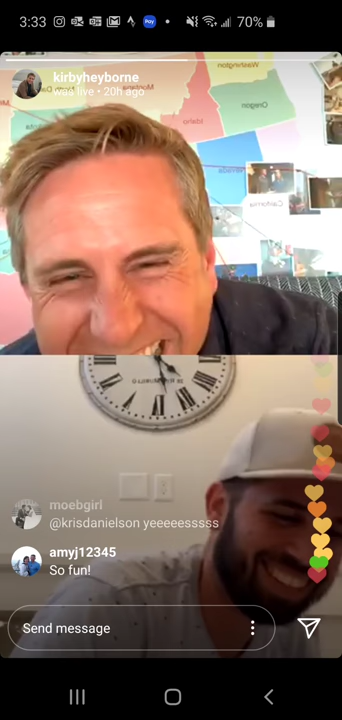 3:33
Pay
70%
kirbyheyborne
was live • 20h ago
Washington
Oregon
Idaho
Nevada
California
moebgirl
@krisdanielson yeeeeesssss
amyj12345
So fun!
Send message